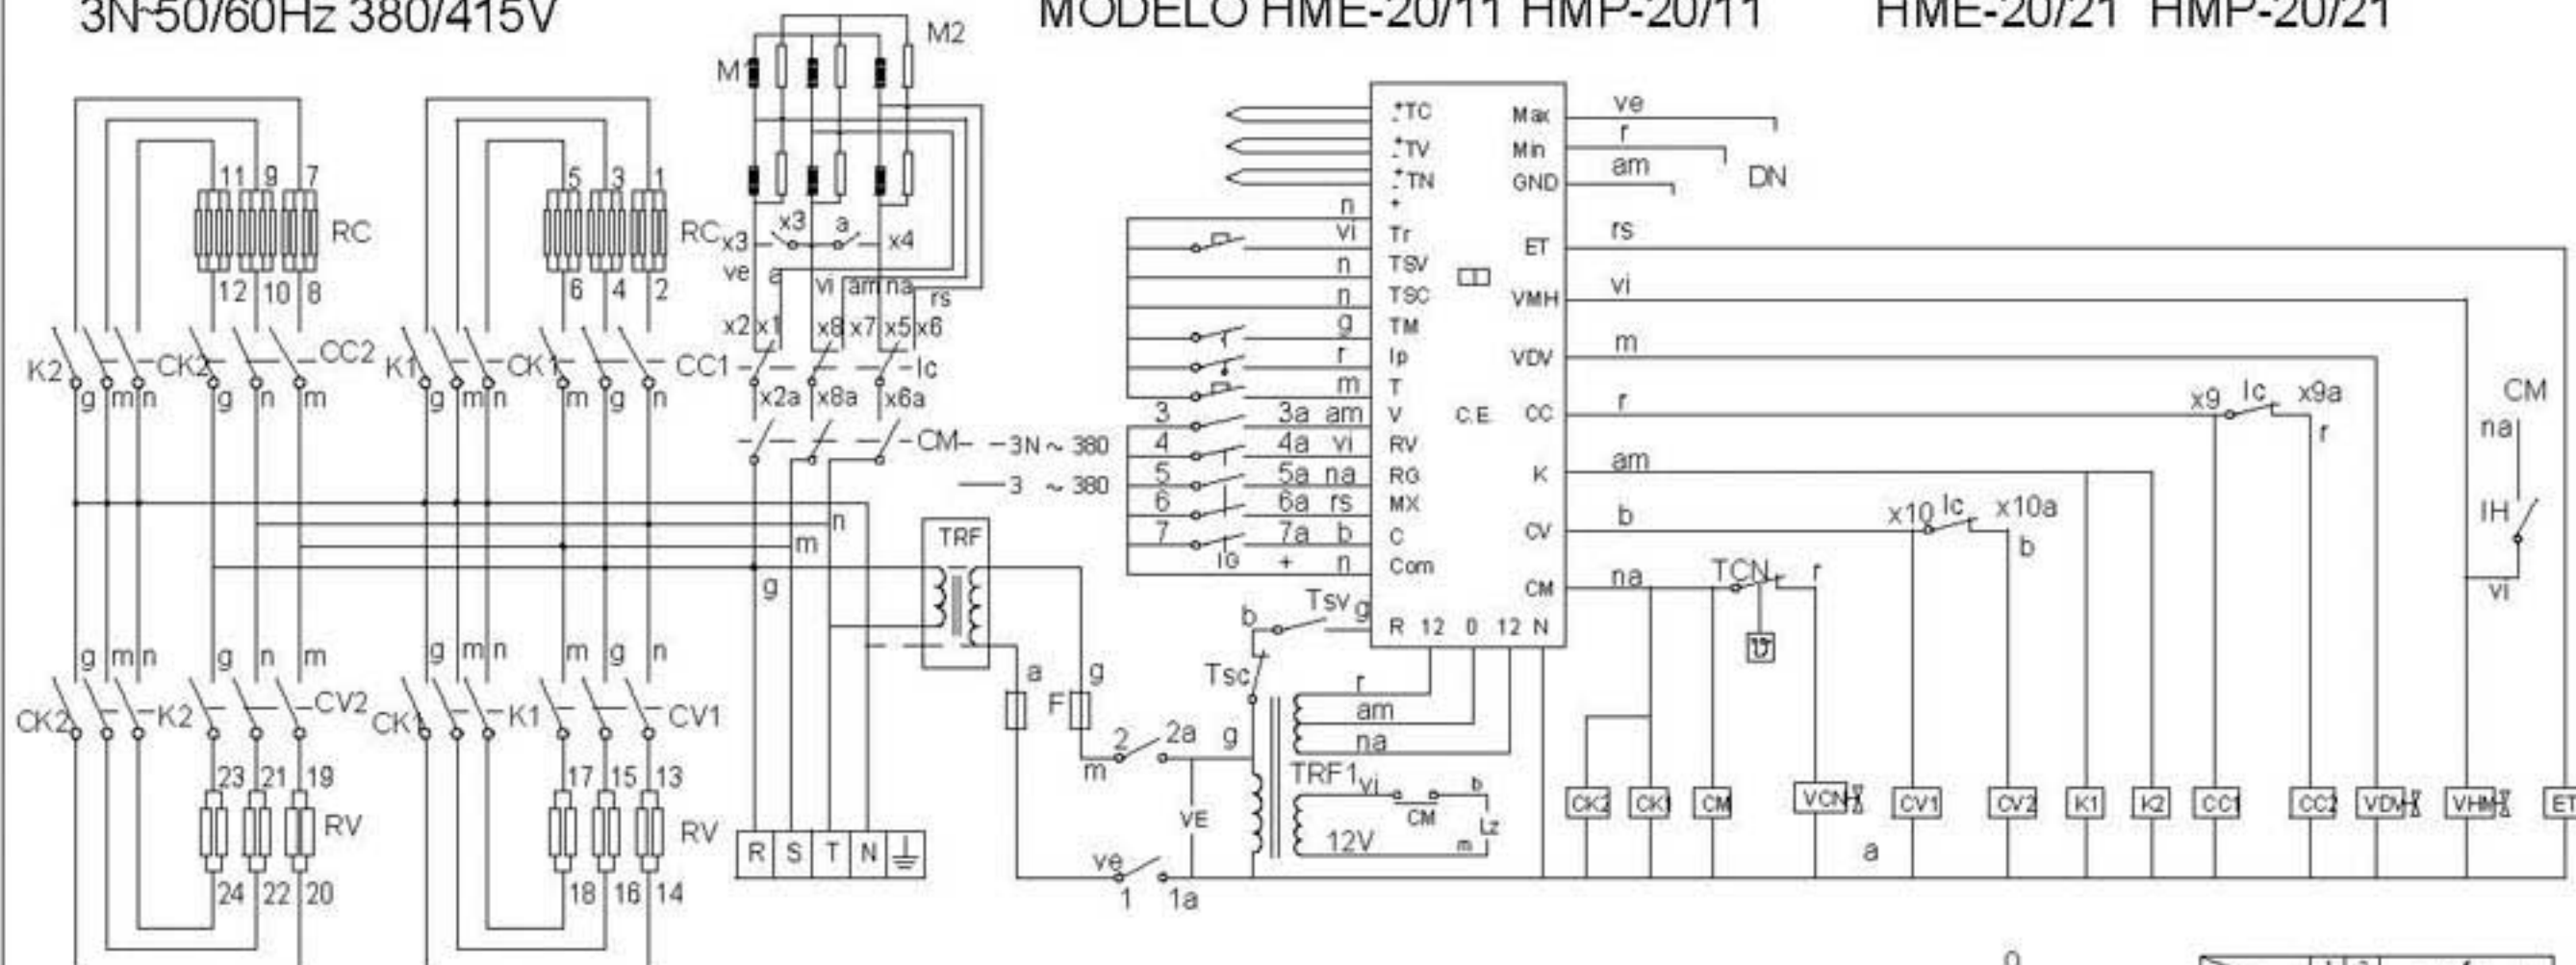 3N~50/60Hz 380/415V
MODELO HME-20/11 HMP-20/11 HME-20/21 HMP-20/21
M1
M2
11 9 7
RC
12 10 8
5 3 1
RC
6 4 2
x3 x3 a x4
ve a vi am na rs
x2 x1 x8 x7 x5 x6
K2 CK2 CC2 K1 CK1 CC1 Ic
g m n g n m g m n m g n
x2a x8a x6a
CM 3N ~ 380
3 ~ 380
n
m
g
TRF
g m n g n m g m n m g n
CK2 K2 CV2 CK1 K1 CV1
23 21 19
RV
24 22 20
17 15 13
RV
18 16 14
R S T N
a g
F
2 2a g
m
VE
ve
1 1a
+TC
-
+TV
-
+TN
-
n +
vi Tr
n TSV
n TSC
g TM
r Ip
m T
3 3a am V
4 4a vi RV
5 5a na RG
6 6a rs MX
7 7a b C
IG + n Com
C.E
R 12 0 12 N
b Tsv g
Tsc
r
am
na
TRF1
vi b
CM
Lz
12V m
Max ve
Min r
GND am
DN
ET rs
VMH vi
VDV m
CC r x9 Ic x9a
r
K am
CV b x10 Ic x10a
b
CM na TCN r
CM
na
IH
vi
CK2 CK1 CM VCN CV1 CV2 K1 K2 CC1 CC2 VDV VHM ET
a